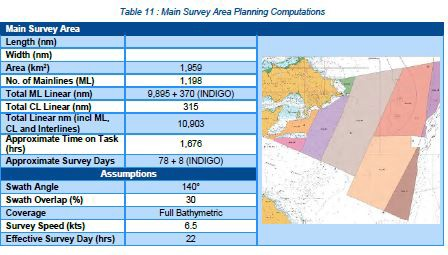 Table 11 : Main Survey Area Planning Computations
Main Survey Area
Length (nm)
Width (nm)
Area (km²) 1,959
No. of Mainlines (ML) 1,198
Total ML Linear (nm) 9,895 + 370 (INDIGO)
Total CL Linear (nm) 315
Total Linear nm (incl ML,
CL and Interlines) 10,903
Approximate Time on Task
(hrs) 1,676
Approximate Survey Days 78 + 8 (INDIGO)
Assumptions
Swath Angle 140°
Swath Overlap (%) 30
Coverage Full Bathymetric
Survey Speed (kts) 6.5
Effective Survey Day (hrs) 22